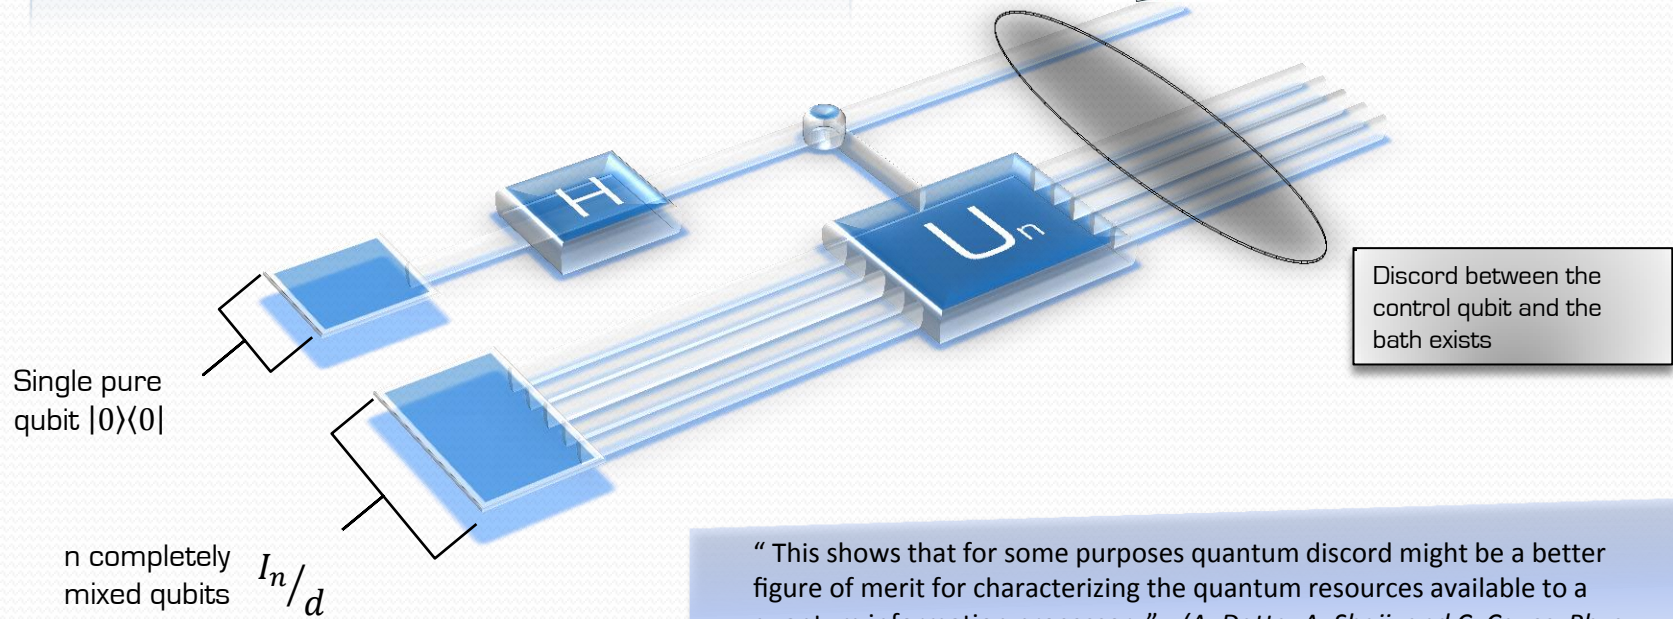 H
U n
Discord between the
control qubit and the
bath exists
Single pure
qubit |0⟩⟨0|
n completely
mixed qubits I_n/d
“ This shows that for some purposes quantum discord might be a better
figure of merit for characterizing the quantum resources available to a